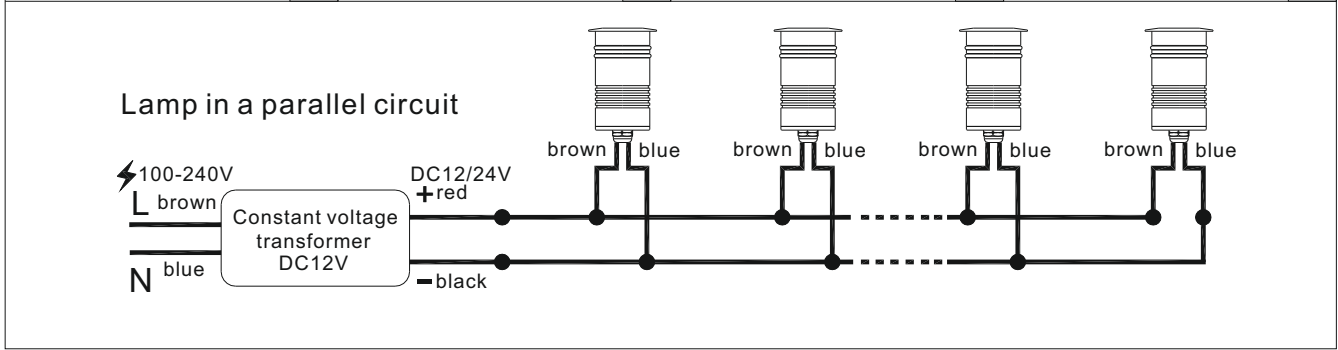 Lamp in a parallel circuit
brown blue brown blue brown blue brown blue
100-240V
DC12/24V
L brown
+red
Constant voltage
transformer
DC12V
N blue
-black